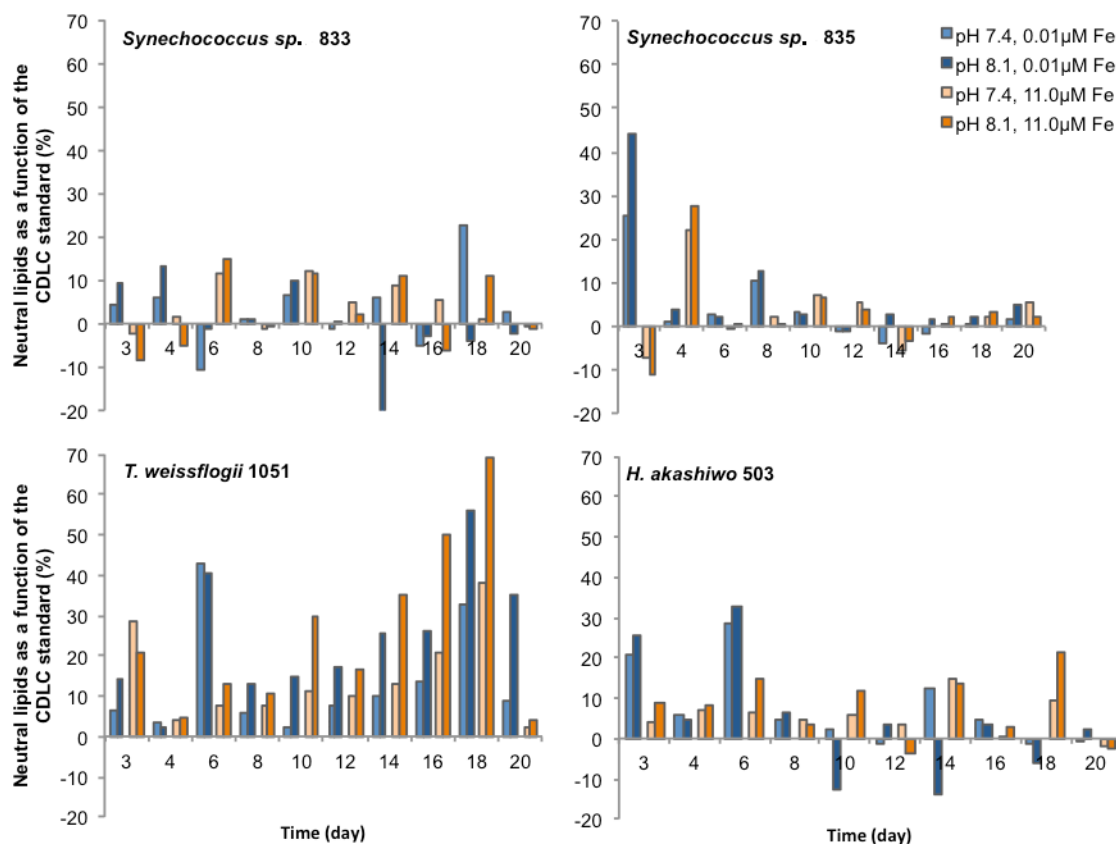 Neutral lipids as a function of the
CDLC standard (%)
70
60
50
40
30
20
10
0
-10
-20
Synechococcus sp. 833
3 4 6 8 10 12 14 16 18 20
70
60
50
40
30
20
10
0
-10
-20
Synechococcus sp. 835
3 4 6 8 10 12 14 16 18 20
pH 7.4, 0.01µM Fe
pH 8.1, 0.01µM Fe
pH 7.4, 11.0µM Fe
pH 8.1, 11.0µM Fe
Neutral lipids as a function of the
CDLC standard (%)
70
60
50
40
30
20
10
0
-10
-20
T. weissflogii 1051
3 4 6 8 10 12 14 16 18 20
Time (day)
70
60
50
40
30
20
10
0
-10
-20
H. akashiwo 503
3 4 6 8 10 12 14 16 18 20
Time (day)